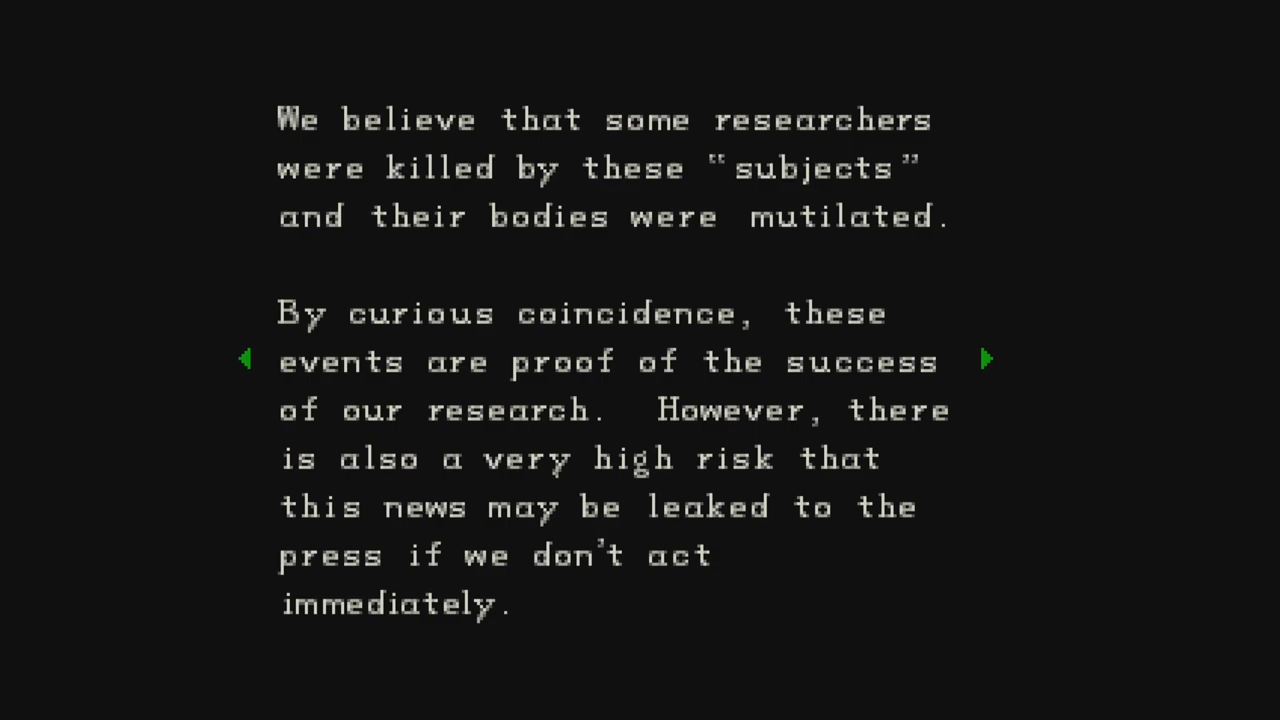 We believe that some researchers
were killed by these “subjects”
and their bodies were mutilated.
By curious coincidence, these
events are proof of the success
of our research. However, there
is also a very high risk that
this news may be leaked to the
press if we don't act
immediately.